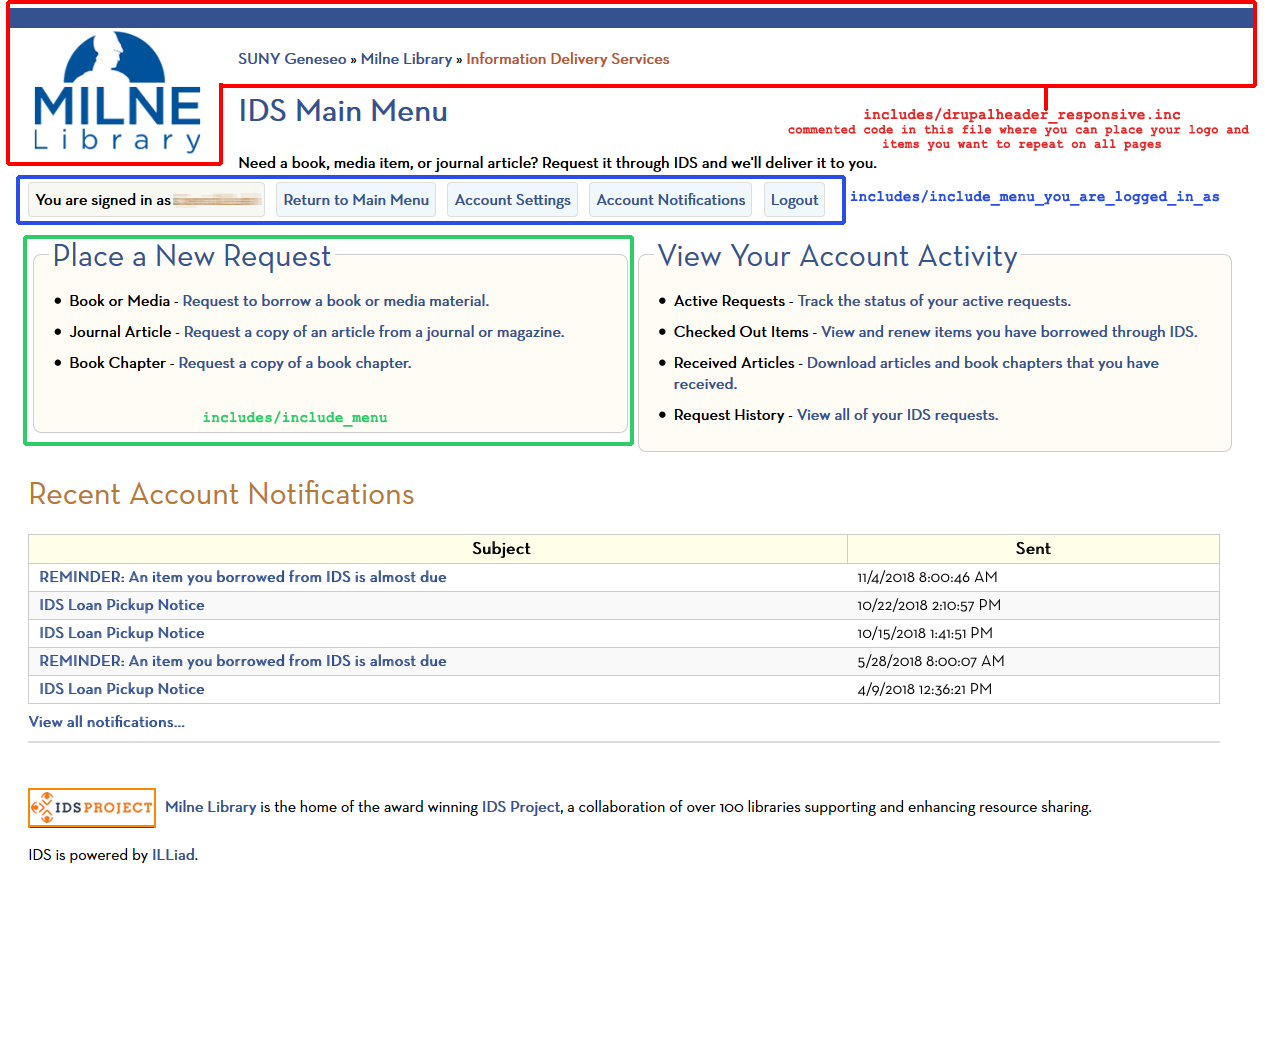 MILNE
Library
SUNY Geneseo » Milne Library » Information Delivery Services
IDS Main Menu
includes/drupalheader_responsive.inc
commented code in this file where you can place your logo and
items you want to repeat on all pages
Need a book, media item, or journal article? Request it through IDS and we'll deliver it to you.
You are signed in as
Return to Main Menu
Account Settings
Account Notifications
Logout
includes/include_menu_you_are_logged_in_as
Place a New Request
• Book or Media - Request to borrow a book or media material.
• Journal Article - Request a copy of an article from a journal or magazine.
• Book Chapter - Request a copy of a book chapter.
includes/include_menu
View Your Account Activity
• Active Requests - Track the status of your active requests.
• Checked Out Items - View and renew items you have borrowed through IDS.
• Received Articles - Download articles and book chapters that you have
received.
• Request History - View all of your IDS requests.
Recent Account Notifications
Subject Sent
REMINDER: An item you borrowed from IDS is almost due 11/4/2018 8:00:46 AM
IDS Loan Pickup Notice 10/22/2018 2:10:57 PM
IDS Loan Pickup Notice 10/15/2018 1:41:51 PM
REMINDER: An item you borrowed from IDS is almost due 5/28/2018 8:00:07 AM
IDS Loan Pickup Notice 4/9/2018 12:36:21 PM
View all notifications...
IDS PROJECT
Milne Library is the home of the award winning IDS Project, a collaboration of over 100 libraries supporting and enhancing resource sharing.
IDS is powered by ILLiad.